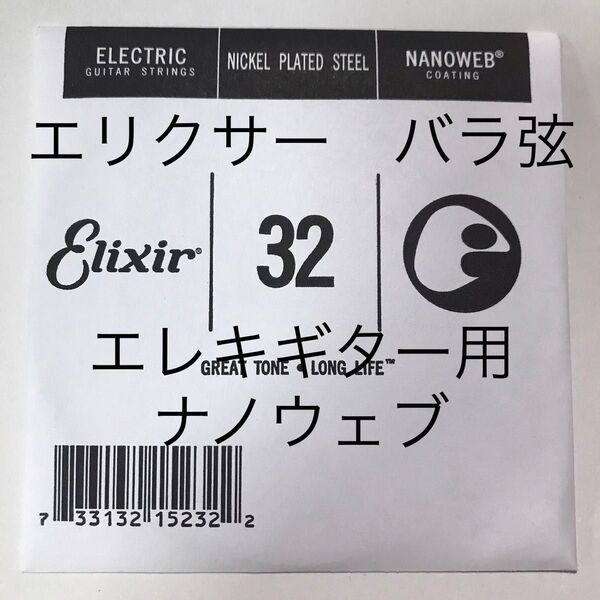 ELECTRIC
GUITAR STRINGS
NICKEL PLATED STEEL
NANOWEB®
COATING
エリクサー　バラ弦
Elixir®
32
エレキギター用
GREAT TONE • LONG LIFE™
ナノウェブ
7 33132 15232 2